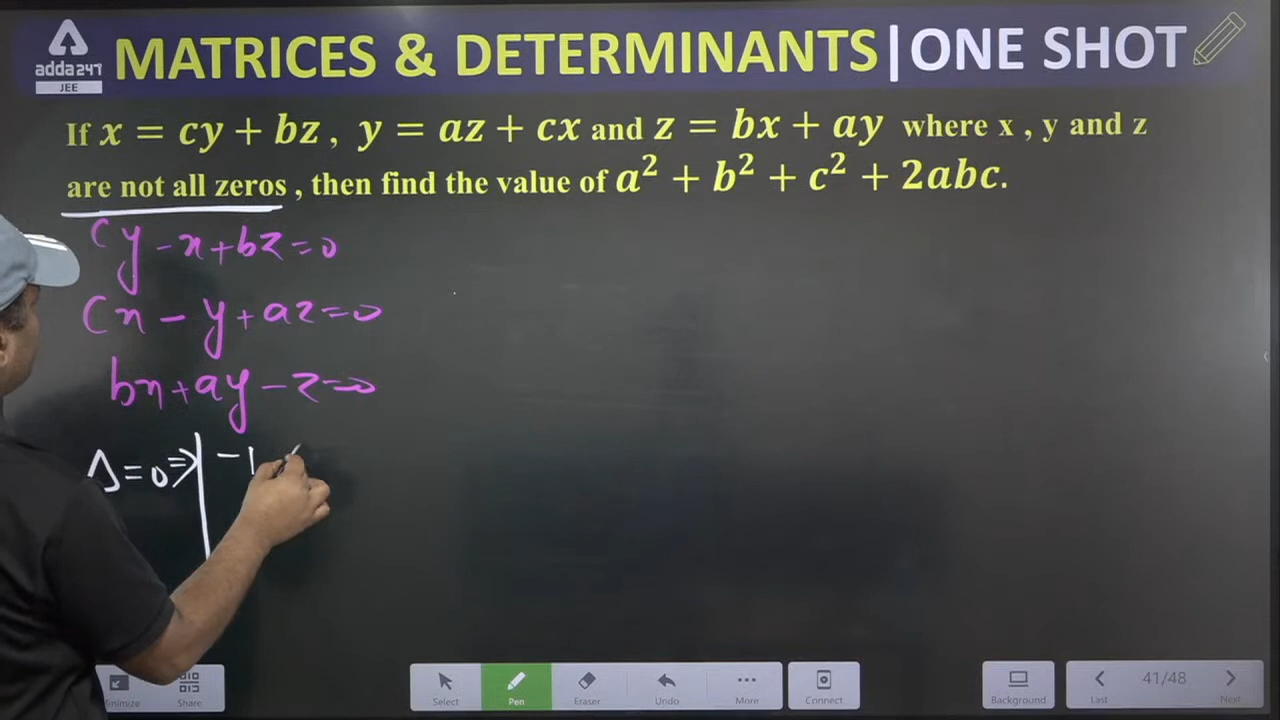 adda247
JEE
MATRICES & DETERMINANTS|ONE SHOT
If x = cy + bz , y = az + cx and z = bx + ay where x , y and z
are not all zeros , then find the value of a² + b² + c² + 2abc.
cy - x + bz = 0
cx - y + az = 0
bx + ay - z = 0
Δ = 0 ⇒ | -1
Share
Select
Pen
Eraser
Undo
More
Connect
Background
Last
41/48
Next